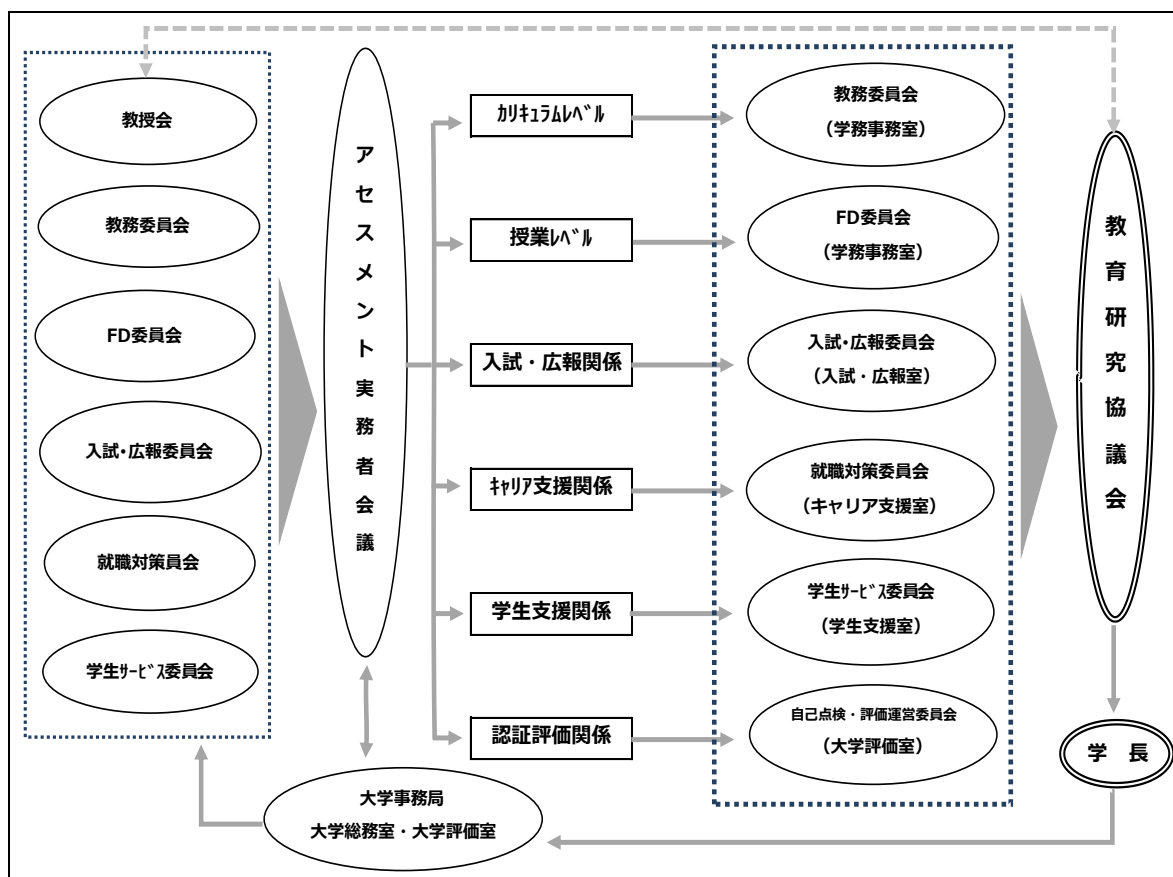 教授会
教務委員会
FD委員会
入試・広報委員会
就職対策員会
学生ｻｰﾋﾞｽ委員会
アセスメント実務者会議
ｶﾘｷｭﾗﾑﾚﾍﾞﾙ
授業ﾚﾍﾞﾙ
入試・広報関係
ｷｬﾘｱ支援関係
学生支援関係
認証評価関係
教務委員会
（学務事務室）
FD委員会
（学務事務室）
入試・広報委員会
（入試・広報室）
就職対策委員会
（キャリア支援室）
学生ｻｰﾋﾞｽ委員会
（学生支援室）
自己点検・評価運営委員会
（大学評価室）
教育研究協議会
学　長
大学事務局
大学総務室・大学評価室